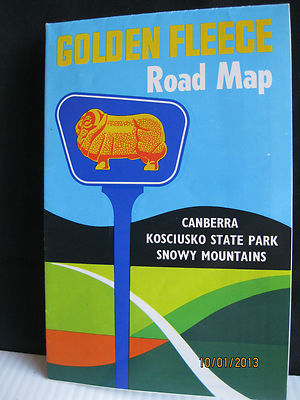 GOLDEN FLEECE
Road Map
CANBERRA
KOSCIUSKO STATE PARK
SNOWY MOUNTAINS
10/01/2013